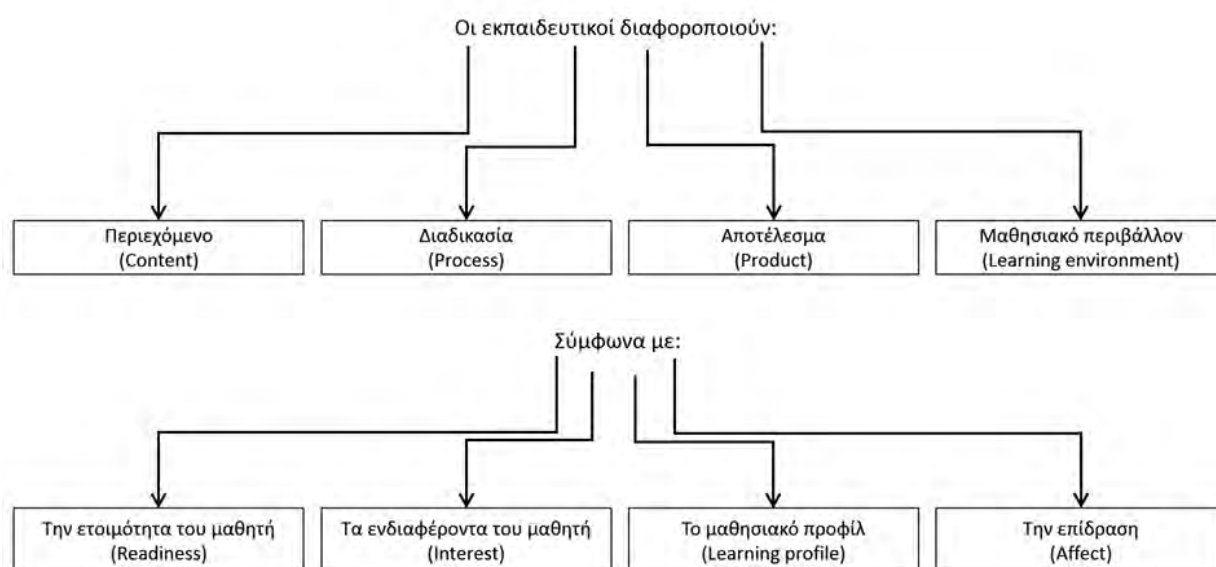 Οι εκπαιδευτικοί διαφοροποιούν:
Περιεχόμενο
(Content)
Διαδικασία
(Process)
Αποτέλεσμα
(Product)
Μαθησιακό περιβάλλον
(Learning environment)
Σύμφωνα με:
Την ετοιμότητα του μαθητή
(Readiness)
Τα ενδιαφέροντα του μαθητή
(Interest)
Το μαθησιακό προφίλ
(Learning profile)
Την επίδραση
(Affect)